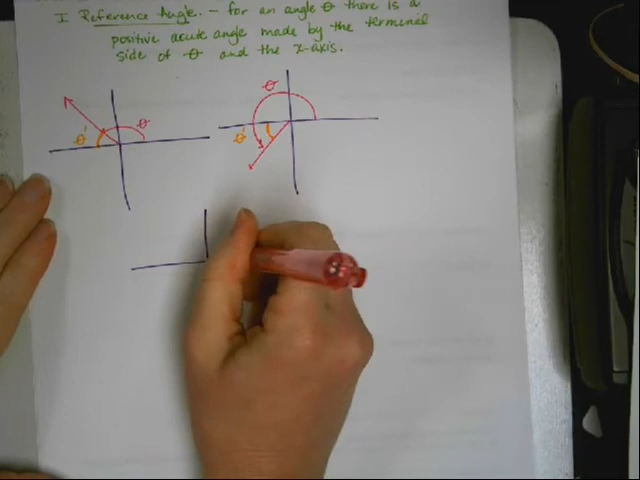 I Reference Angle. - for an angle θ there is a
positive acute angle made by the terminal
side of θ and the x-axis.
θ
θ' θ
θ'